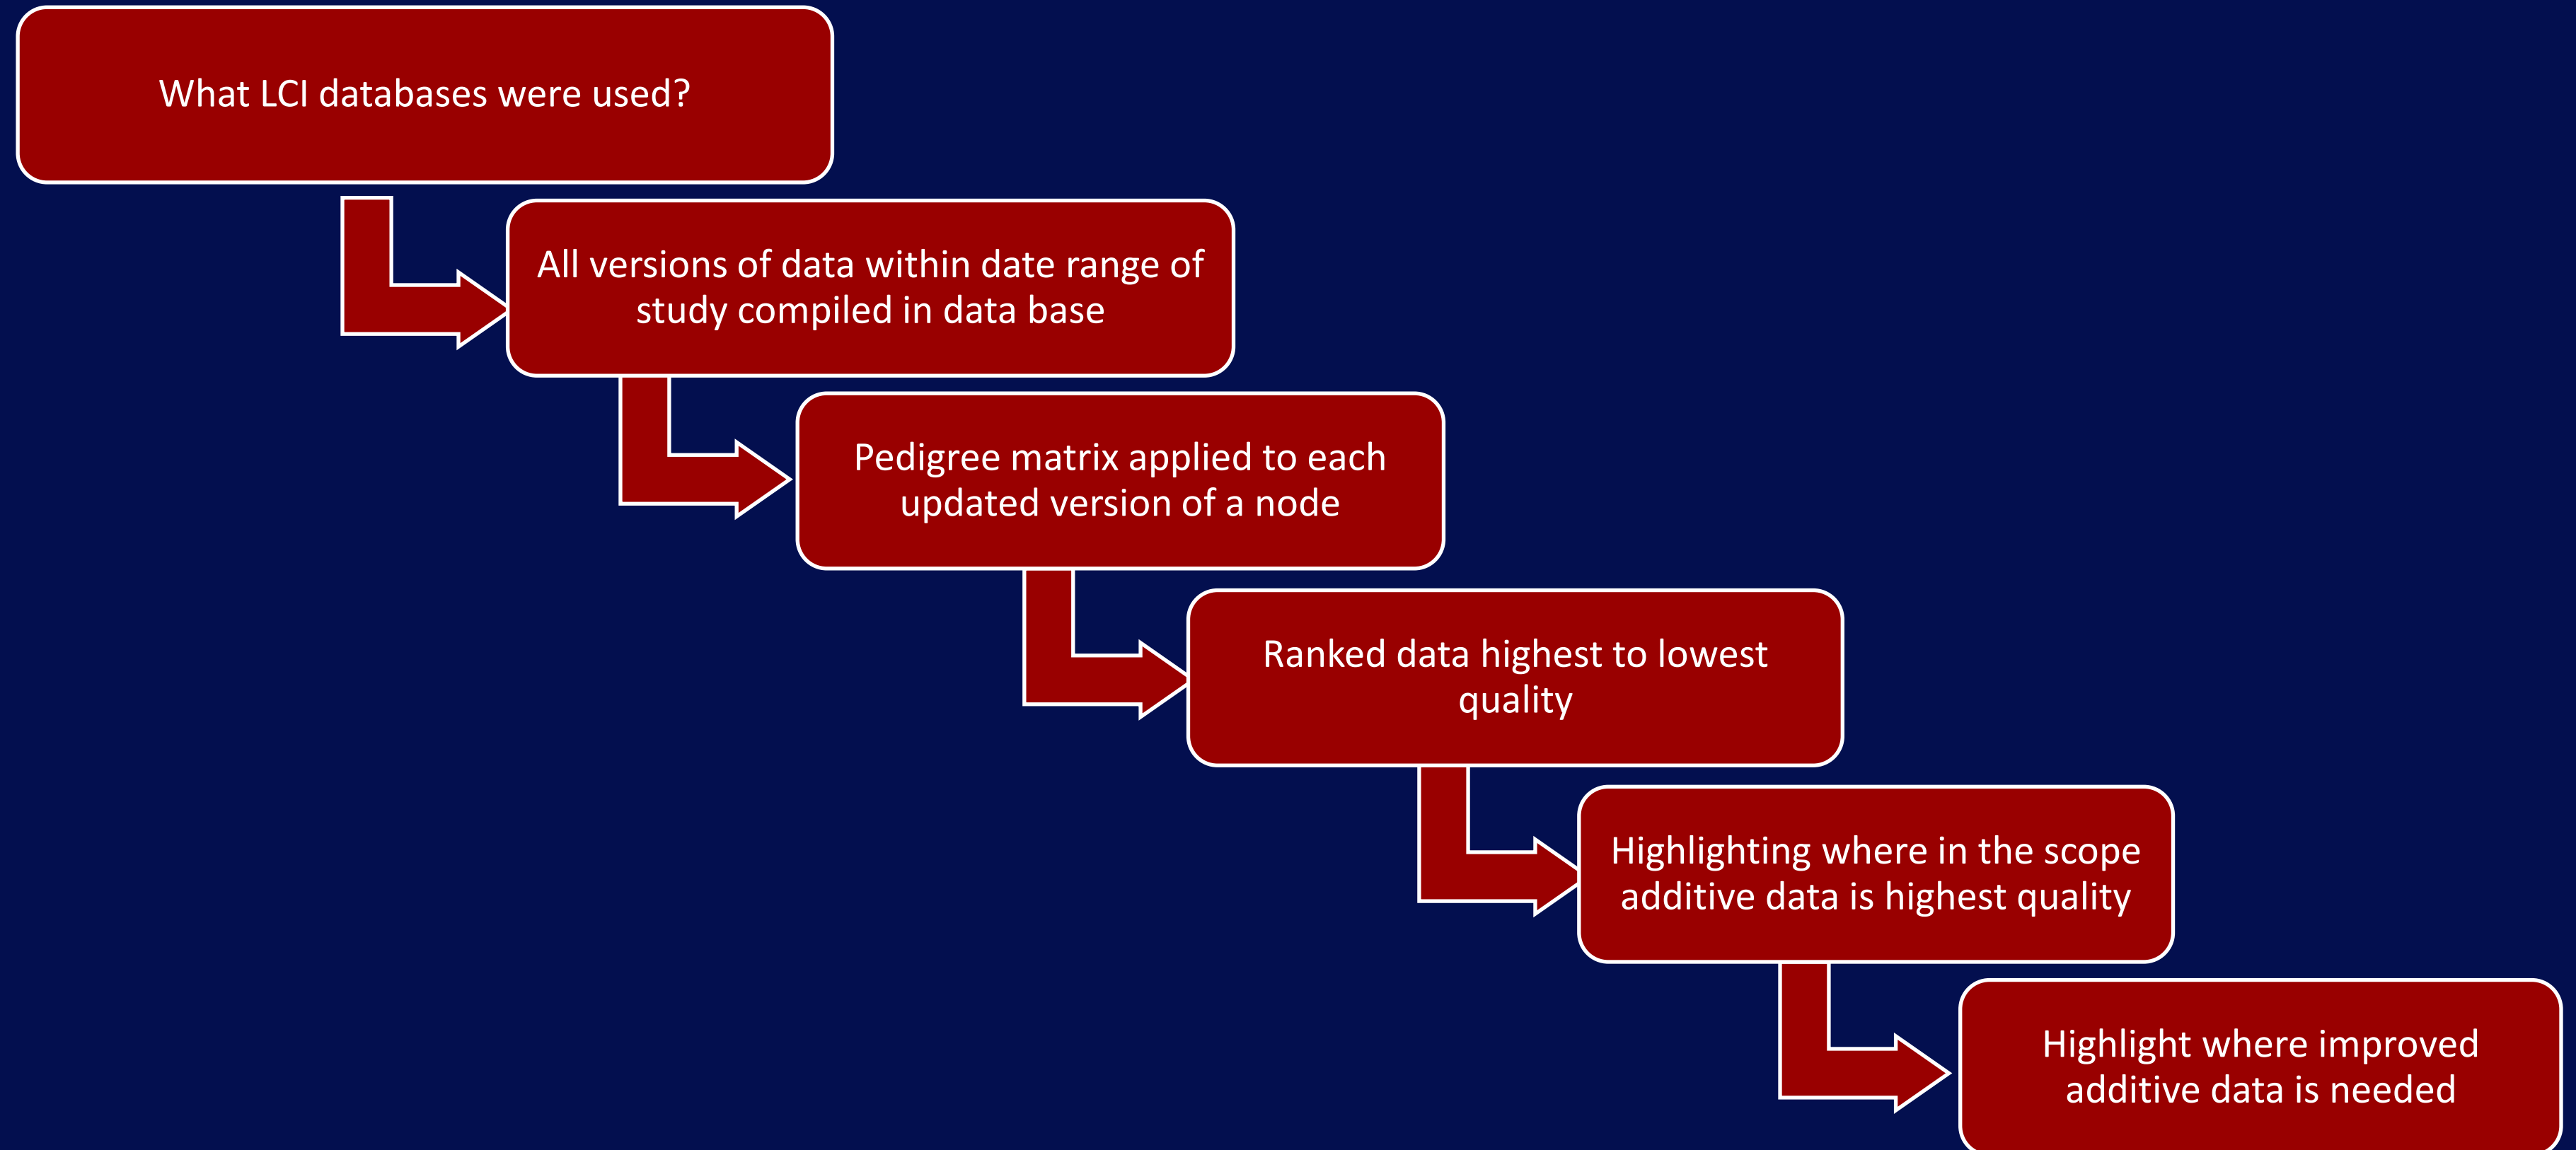 What LCI databases were used?
All versions of data within date range of
study compiled in data base
Pedigree matrix applied to each
updated version of a node
Ranked data highest to lowest
quality
Highlighting where in the scope
additive data is highest quality
Highlight where improved
additive data is needed